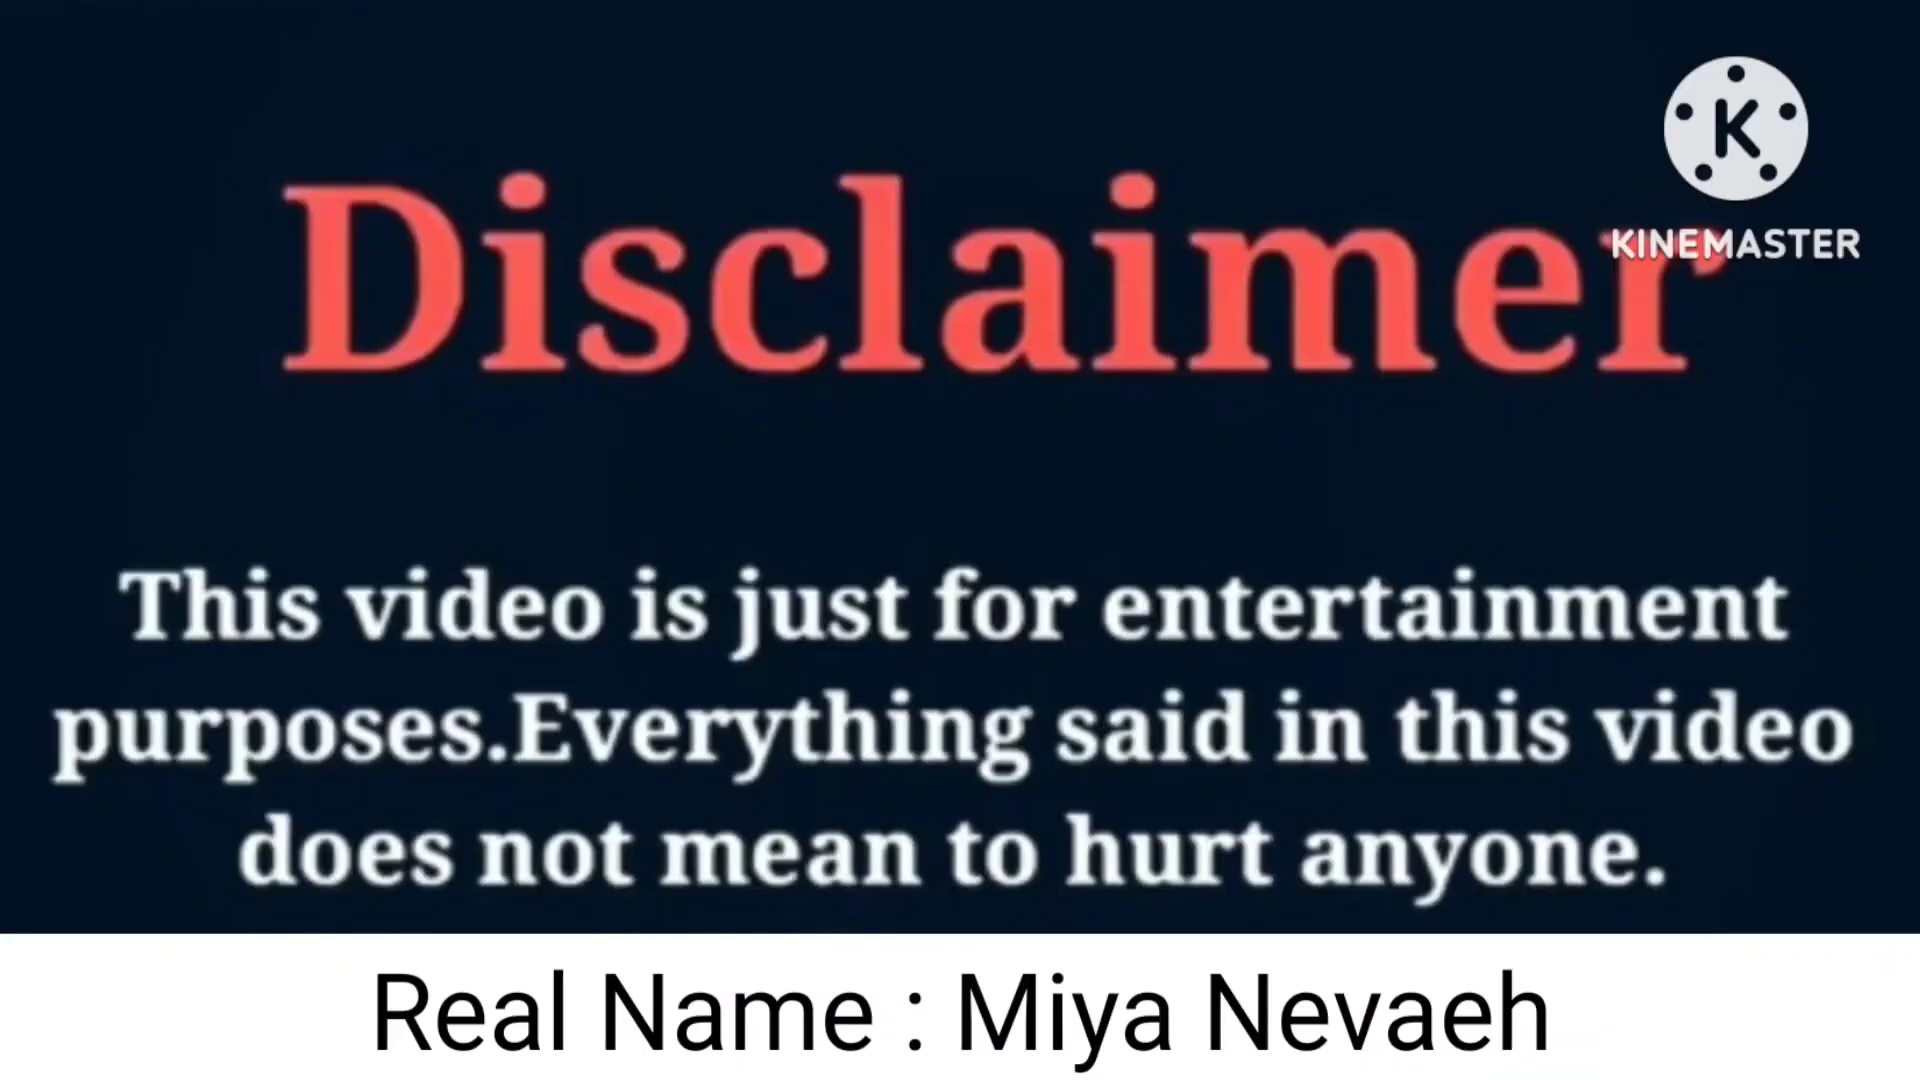 K
KINEMASTER
Disclaimer
This video is just for entertainment
purposes.Everything said in this video
does not mean to hurt anyone.
Real Name : Miya Nevaeh